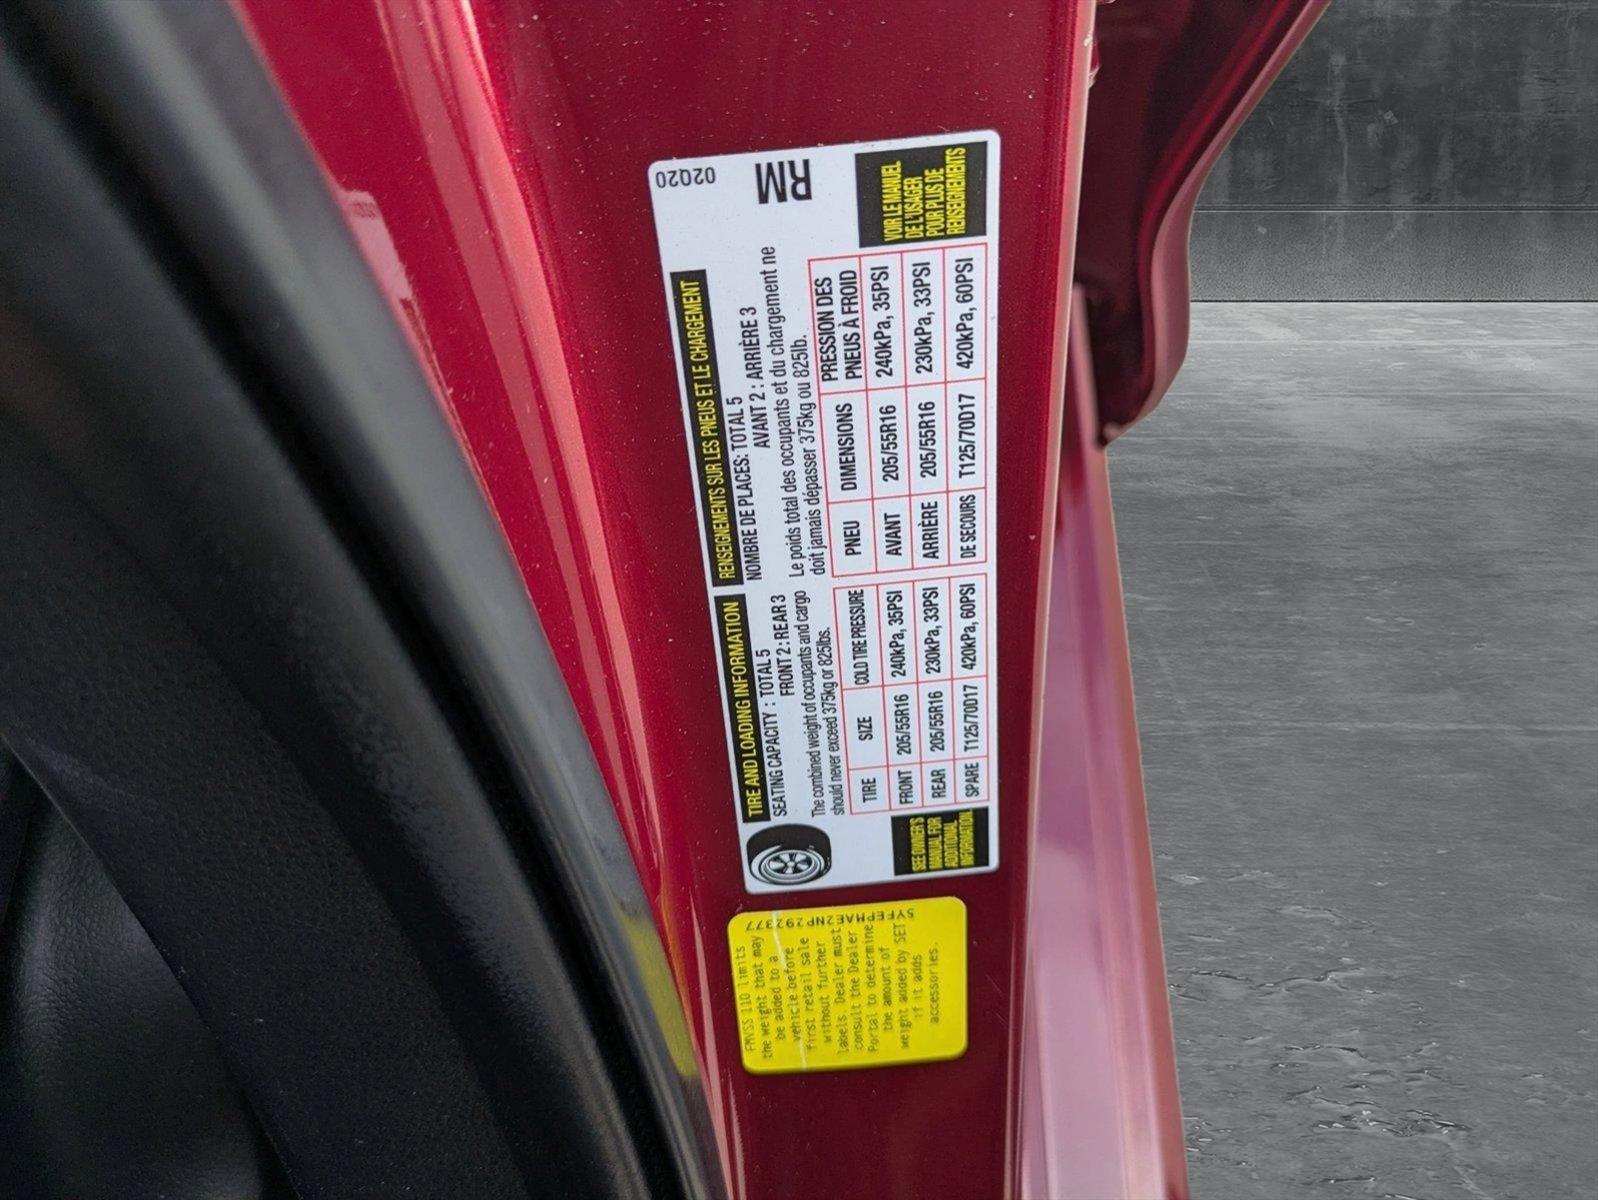 TIRE AND LOADING INFORMATION
SEATING CAPACITY : TOTAL 5
FRONT 2 : REAR 3
The combined weight of occupants and cargo
should never exceed 375kg or 825lbs.
TIRE SIZE COLD TIRE PRESSURE
FRONT 205/55R16 240kPa, 35PSI
REAR 205/55R16 230kPa, 33PSI
SPARE T125/70D17 420kPa, 60PSI
SEE OWNER'S
MANUAL FOR
ADDITIONAL
INFORMATION
RENSEIGNEMENTS SUR LES PNEUS ET LE CHARGEMENT
NOMBRE DE PLACES: TOTAL 5
AVANT 2 : ARRIÈRE 3
Le poids total des occupants et du chargement ne
doit jamais dépasser 375kg ou 825lb.
PNEU DIMENSIONS PRESSION DES
PNEUS À FROID
AVANT 205/55R16 240kPa, 35PSI
ARRIÈRE 205/55R16 230kPa, 33PSI
DE SECOURS T125/70D17 420kPa, 60PSI
VOIR LE MANUEL
DE L'USAGER
POUR PLUS DE
RENSEIGNEMENTS
02Q20
RM
FMVSS 110 limits
the weight that may
be added to a
vehicle before
first retail sale
without further
labels. Dealer must
consult the Dealer
Portal to determine
the amount of
weight added by SET
if it adds
accessories.
5YFEPMAE2NP292377